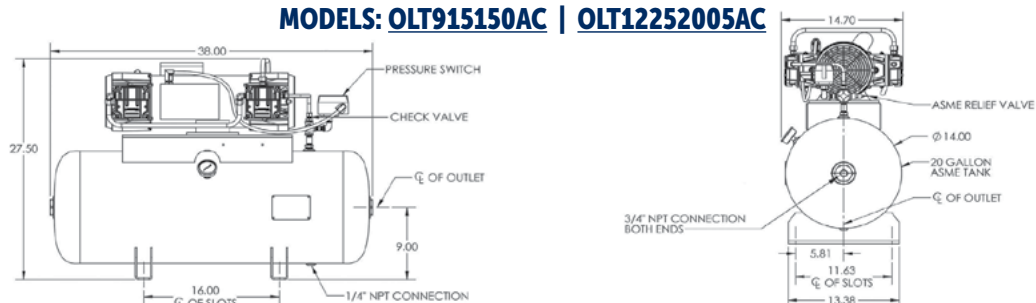 MODELS: OLT915150AC | OLT12252005AC
38.00
27.50
PRESSURE SWITCH
CHECK VALVE
℄ OF OUTLET
9.00
16.00
℄ OF SLOTS
1/4" NPT CONNECTION
14.70
ASME RELIEF VALVE
Ø14.00
20 GALLON
ASME TANK
℄ OF OUTLET
3/4" NPT CONNECTION
BOTH ENDS
5.81
11.63
℄ OF SLOTS
13.38